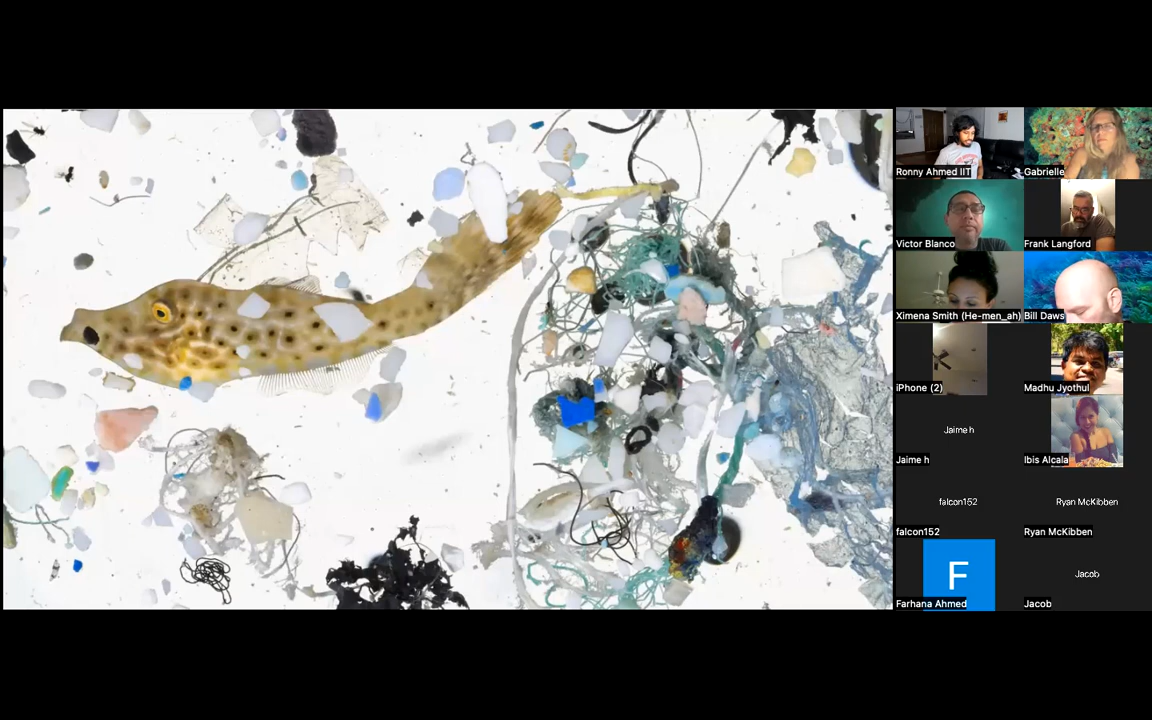 Ronny Ahmed IIT
Gabrielle
Victor Blanco
Frank Langford
Ximena Smith (He-men_ah)
Bill Daws
iPhone (2)
Madhu Jyothul
Jaime h
Jaime h
Ibis Alcala
falcon152
Ryan McKibben
falcon152
Ryan McKibben
F
Jacob
Farhana Ahmed
Jacob